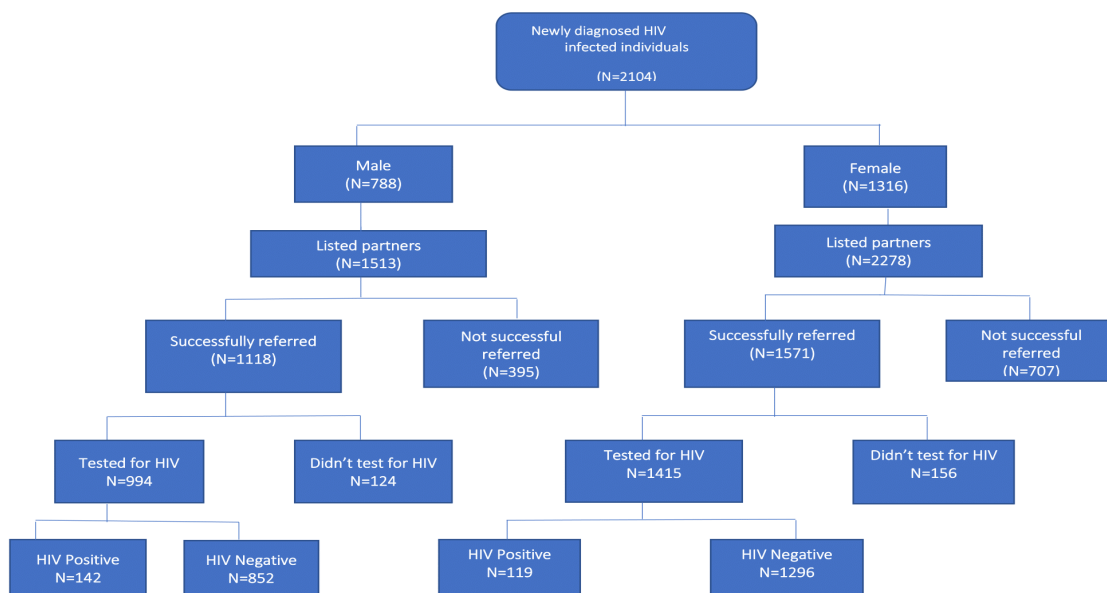 Newly diagnosed HIV
infected individuals
(N=2104)
Male
(N=788)
Female
(N=1316)
Listed partners
(N=1513)
Listed partners
(N=2278)
Successfully referred
(N=1118)
Not successful
referred
(N=395)
Successfully referred
(N=1571)
Not successful
referred
(N=707)
Tested for HIV
N=994
Didn't test for HIV
N=124
Tested for HIV
N=1415
Didn't test for HIV
N=156
HIV Positive
N=142
HIV Negative
N=852
HIV Positive
N=119
HIV Negative
N=1296